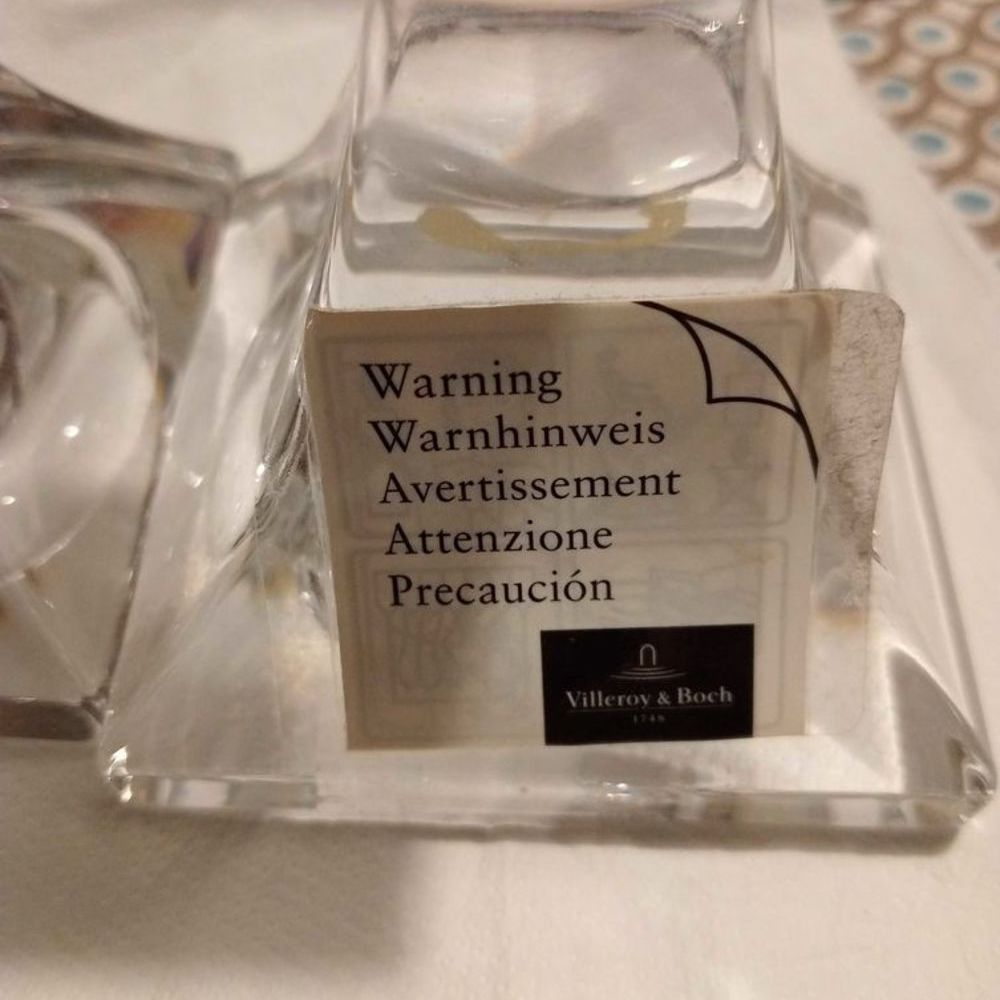 Warning
Warnhinweis
Avertissement
Attenzione
Precaución
Villeroy & Boch
1748